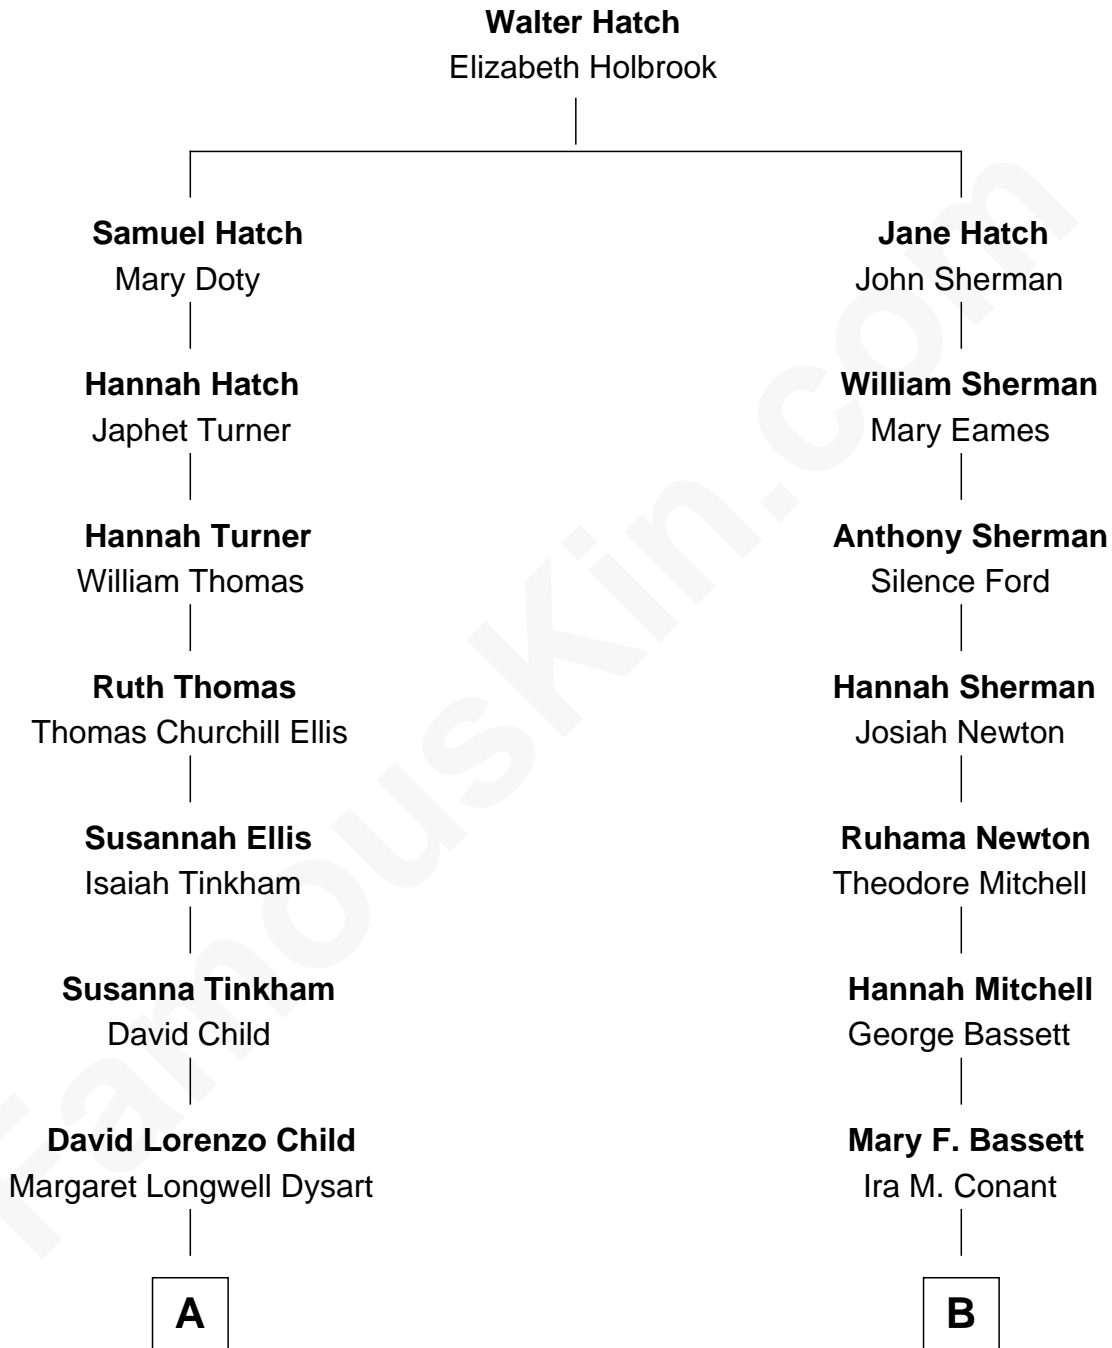 Walter Hatch
Elizabeth Holbrook
Samuel Hatch
Mary Doty
Jane Hatch
John Sherman
Hannah Hatch
Japhet Turner
William Sherman
Mary Eames
Hannah Turner
William Thomas
Anthony Sherman
Silence Ford
Ruth Thomas
Thomas Churchill Ellis
Hannah Sherman
Josiah Newton
Susannah Ellis
Isaiah Tinkham
Ruhama Newton
Theodore Mitchell
Susanna Tinkham
David Child
Hannah Mitchell
George Bassett
David Lorenzo Child
Margaret Longwell Dysart
Mary F. Bassett
Ira M. Conant
A
B
FamousKin.com